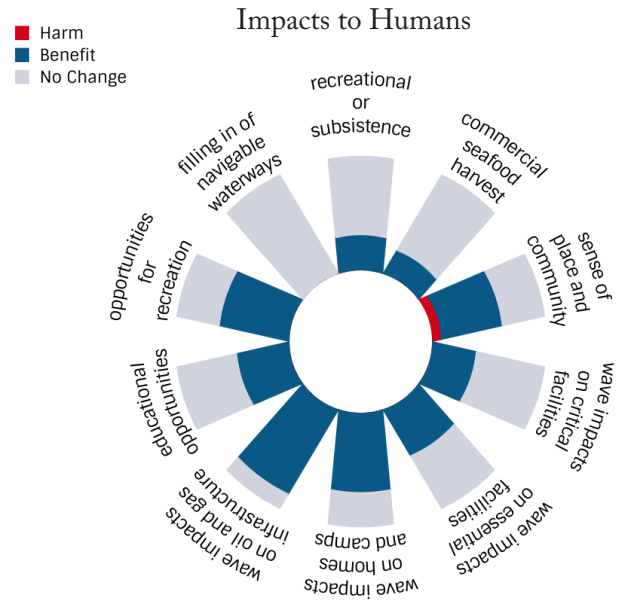 Impacts to Humans
Harm
Benefit
No Change
recreational
or
subsistence
commercial
seafood
harvest
sense of
place and
community
wave impacts
on critical
facilities
wave impacts
on essential
facilities
wave impacts
on homes
and camps
wave impacts
on oil and gas
infrastructure
educational
opportunities
opportunities
for
recreation
filling in of
navigable
waterways